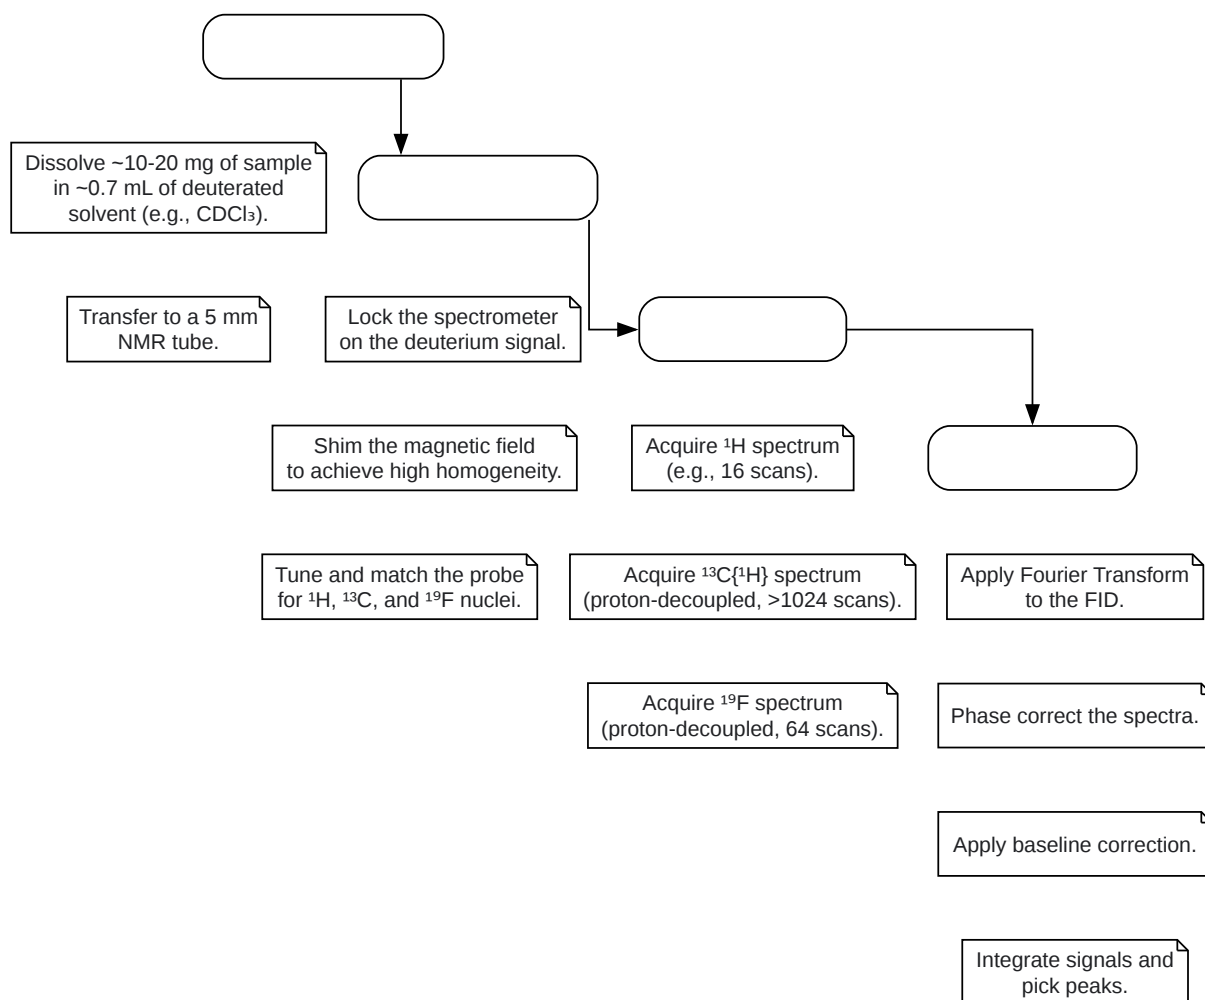 Dissolve ~10-20 mg of sample
in ~0.7 mL of deuterated
solvent (e.g., CDCl₃).
Transfer to a 5 mm
NMR tube.
Lock the spectrometer
on the deuterium signal.
Shim the magnetic field
to achieve high homogeneity.
Acquire ¹H spectrum
(e.g., 16 scans).
Tune and match the probe
for ¹H, ¹³C, and ¹⁹F nuclei.
Acquire ¹³C{¹H} spectrum
(proton-decoupled, >1024 scans).
Apply Fourier Transform
to the FID.
Acquire ¹⁹F spectrum
(proton-decoupled, 64 scans).
Phase correct the spectra.
Apply baseline correction.
Integrate signals and
pick peaks.